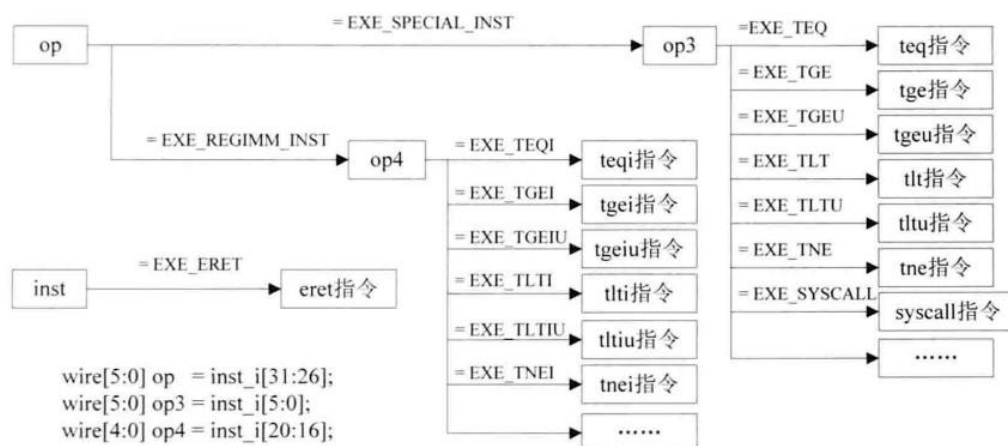 = EXE_SPECIAL_INST
op
op3
=EXE_TEQ
teq指令
= EXE_TGE
tge指令
= EXE_TGEU
tgeu指令
= EXE_TLT
tlt指令
= EXE_TLTU
tltu指令
= EXE_TNE
tne指令
= EXE_SYSCALL
syscall指令
……
= EXE_REGIMM_INST
op4
= EXE_TEQI
teqi指令
= EXE_TGEI
tgei指令
= EXE_TGEIU
tgeiu指令
= EXE_TLTI
tlti指令
= EXE_TLTIU
tltiu指令
= EXE_TNEI
tnei指令
……
inst
= EXE_ERET
eret指令
wire[5:0] op = inst_i[31:26];
wire[5:0] op3 = inst_i[5:0];
wire[4:0] op4 = inst_i[20:16];